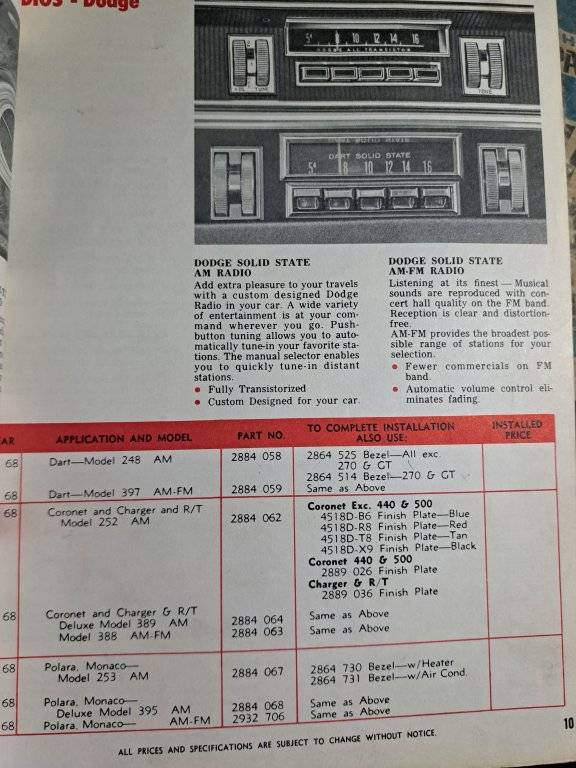 DIOS - Dodge
5½ 8 10 12 14 16
DODGE ALL TRANSISTOR
VOL TUNE
TONE
DART SOLID STATE
5½ 8 10 12 14 16
DODGE SOLID STATE
AM RADIO
Add extra pleasure to your travels
with a custom designed Dodge
Radio in your car. A wide variety
of entertainment is at your com-
mand wherever you go. Push-
button tuning allows you to auto-
matically tune-in your favorite sta-
tions. The manual selector enables
you to quickly tune-in distant
stations.
• Fully Transistorized
• Custom Designed for your car.
DODGE SOLID STATE
AM-FM RADIO
Listening at its finest — Musical
sounds are reproduced with con-
cert hall quality on the FM band.
Reception is clear and distortion-
free.
AM-FM provides the broadest pos-
sible range of stations for your
selection.
• Fewer commercials on FM
band.
• Automatic volume control eli-
minates fading.
AR APPLICATION AND MODEL PART NO. TO COMPLETE INSTALLATION ALSO USE: INSTALLED PRICE
68 Dart—Model 248 AM 2884 058 2864 525 Bezel—All exc.
270 & GT
2864 514 Bezel—270 & GT
68 Dart—Model 397 AM-FM 2884 059 Same as Above
68 Coronet and Charger and R/T
Model 252 AM 2884 062
Coronet Exc. 440 & 500
4518D-B6 Finish Plate—Blue
4518D-R8 Finish Plate—Red
4518D-T8 Finish Plate—Tan
4518D-X9 Finish Plate—Black
Coronet 440 & 500
2889 026 Finish Plate
Charger & R/T
2889 036 Finish Plate
68 Coronet and Charger & R/T
Deluxe Model 389 AM 2884 064 Same as Above
Model 388 AM-FM 2884 063 Same as Above
68 Polara, Monaco—
Model 253 AM 2884 067 2864 730 Bezel—w/Heater
2864 731 Bezel—w/Air Cond.
68 Polara, Monaco—
Deluxe Model 395 AM 2884 068 Same as Above
68 Polara, Monaco— AM-FM 2932 706 Same as Above
10
ALL PRICES AND SPECIFICATIONS ARE SUBJECT TO CHANGE WITHOUT NOTICE.